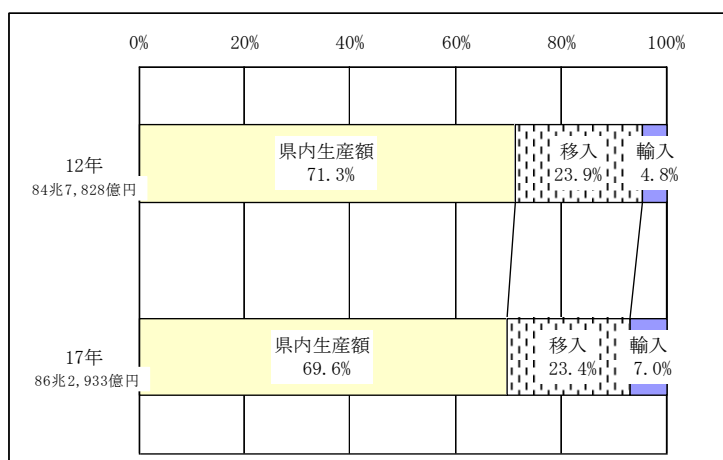 0% 20% 40% 60% 80% 100%
12年
84兆7,828億円
県内生産額
71.3%
移入
23.9%
輸入
4.8%
17年
86兆2,933億円
県内生産額
69.6%
移入
23.4%
輸入
7.0%